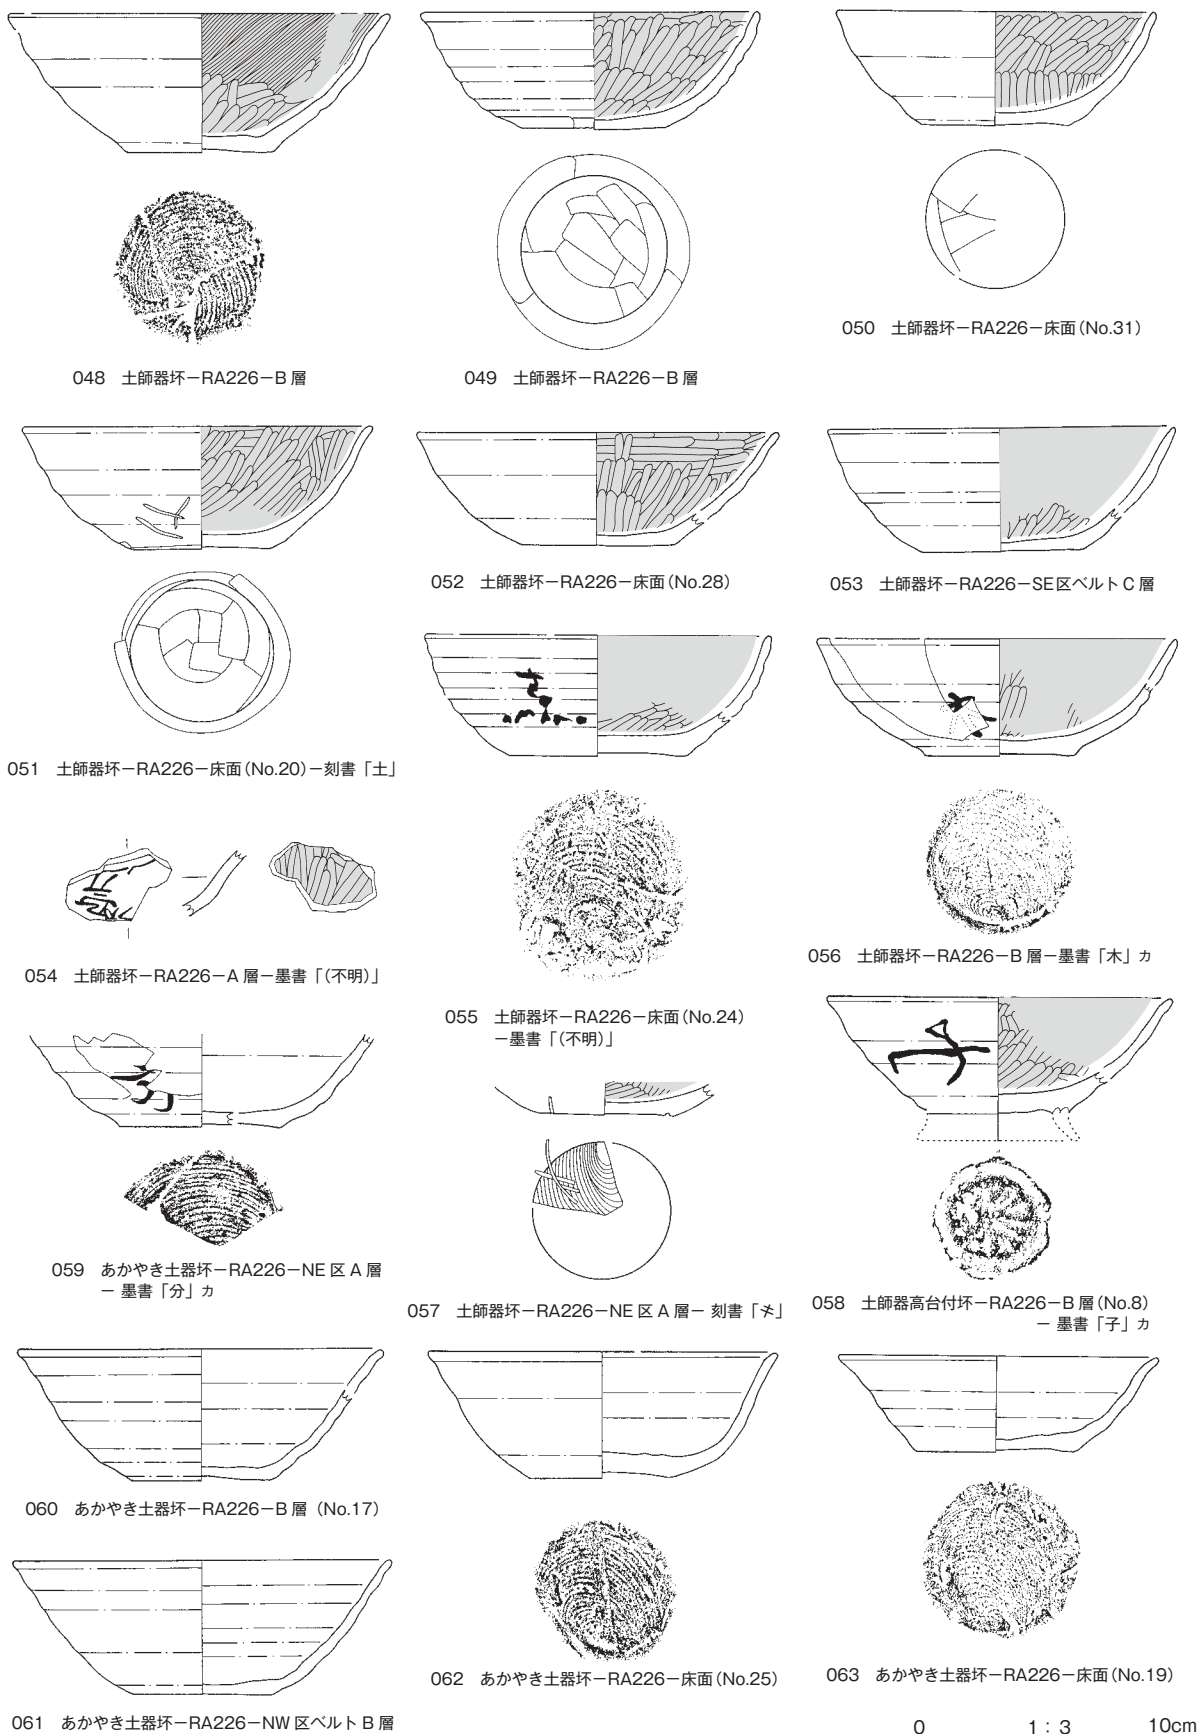 048 土師器坏－RA226－B層
049 土師器坏－RA226－B層
050 土師器坏－RA226－床面（No.31）
051 土師器坏－RA226－床面（No.20）－刻書「土」
052 土師器坏－RA226－床面（No.28）
053 土師器坏－RA226－SE区ベルトC層
054 土師器坏－RA226－A層－墨書「（不明）」
055 土師器坏－RA226－床面（No.24）
－墨書「（不明）」
056 土師器坏－RA226－B層－墨書「木」カ
059 あかやき土器坏－RA226－NE区A層
－ 墨書「分」カ
057 土師器坏－RA226－NE区A層－ 刻書「〤」
058 土師器高台付坏－RA226－B層（No.8）
－ 墨書「子」カ
060 あかやき土器坏－RA226－B層（No.17）
061 あかやき土器坏－RA226－NW区ベルトB層
062 あかやき土器坏－RA226－床面（No.25）
063 あかやき土器坏－RA226－床面（No.19）
0 1：3 10cm